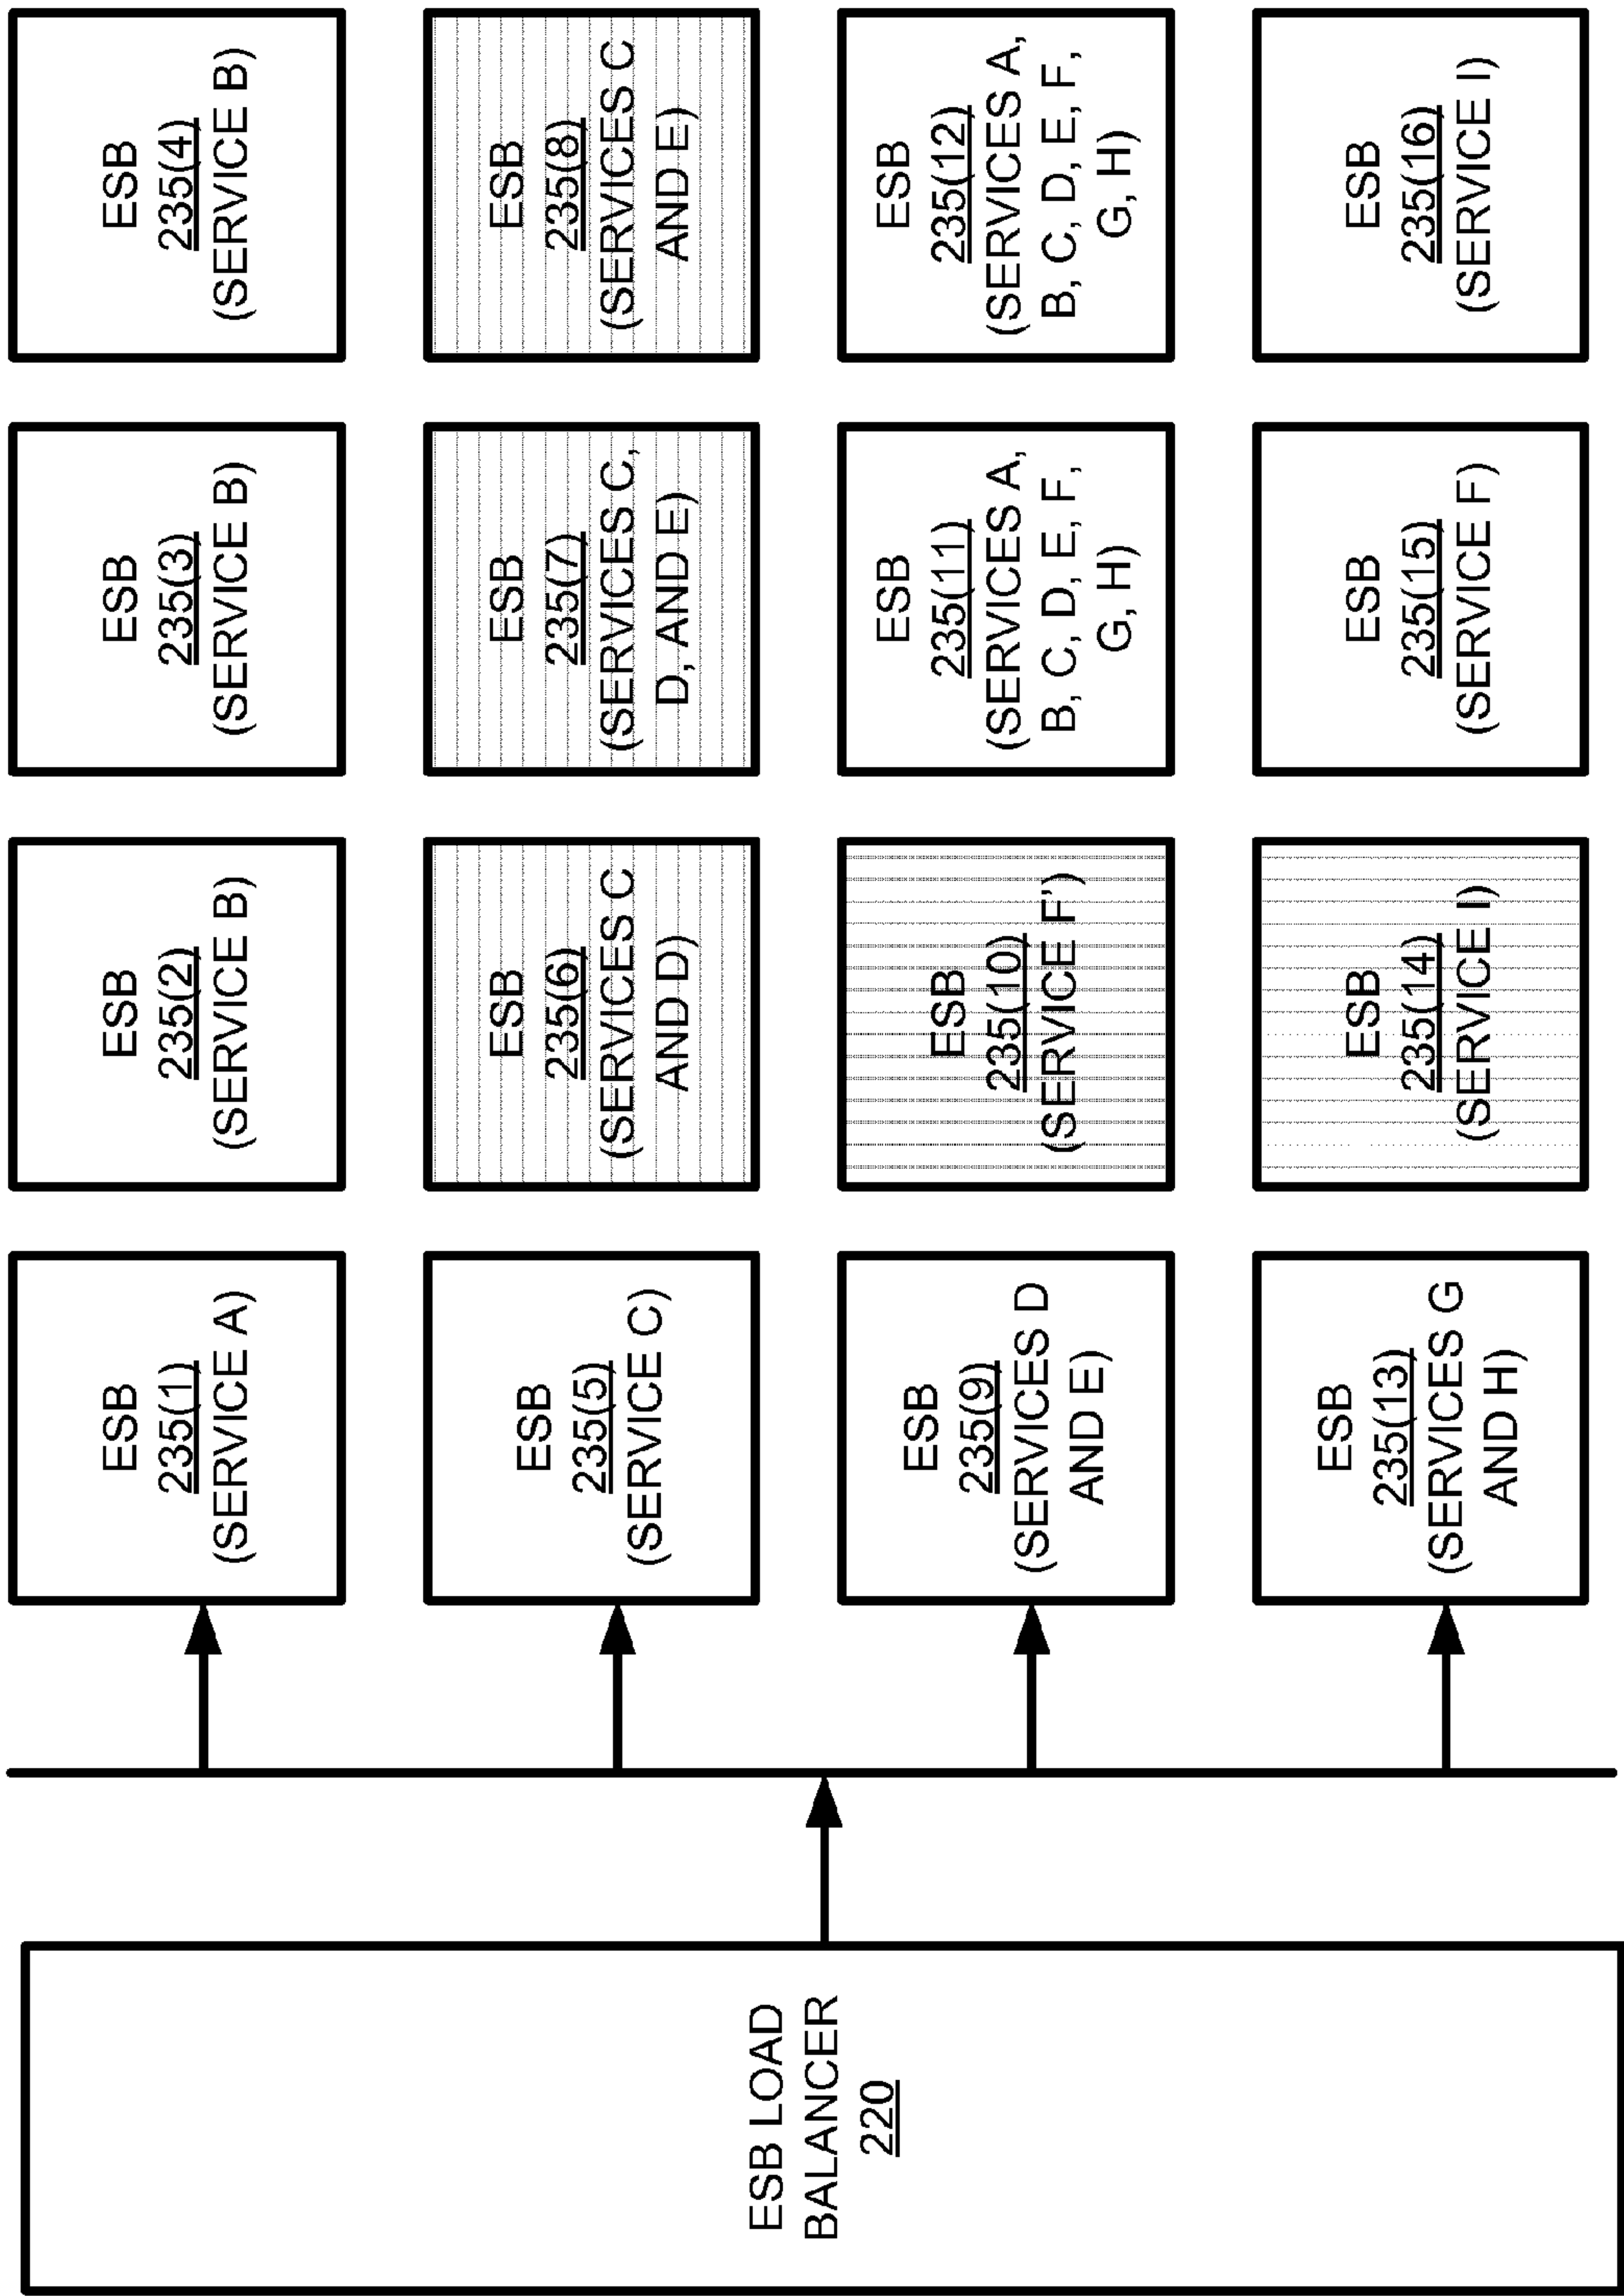 ESB LOAD
BALANCER
220
ESB
235(1)
(SERVICE A)
ESB
235(2)
(SERVICE B)
ESB
235(3)
(SERVICE B)
ESB
235(4)
(SERVICE B)
ESB
235(5)
(SERVICE C)
ESB
235(6)
(SERVICES C
AND D)
ESB
235(7)
(SERVICES C,
D, AND E)
ESB
235(8)
(SERVICES C
AND E)
ESB
235(9)
(SERVICES D
AND E)
ESB
235(10)
(SERVICE F')
ESB
235(11)
(SERVICES A,
B, C, D, E, F,
G, H)
ESB
235(12)
(SERVICES A,
B, C, D, E, F,
G, H)
ESB
235(13)
(SERVICES G
AND H)
ESB
235(14)
(SERVICE I)
ESB
235(15)
(SERVICE F)
ESB
235(16)
(SERVICE I)